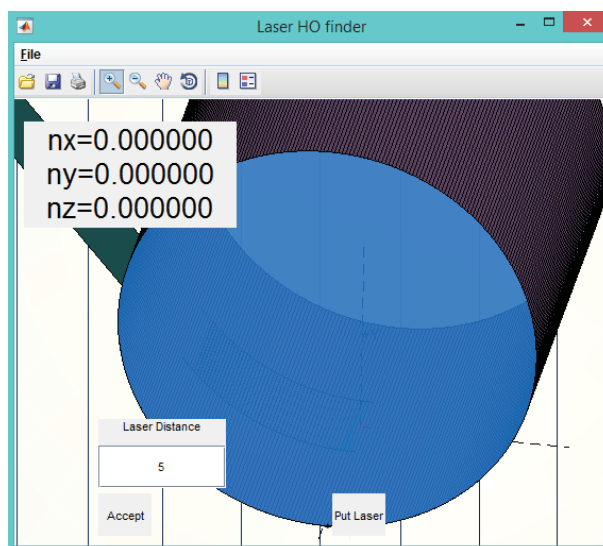 Laser HO finder
File
nx=0.000000
ny=0.000000
nz=0.000000
Laser Distance
5
Accept
Put Laser